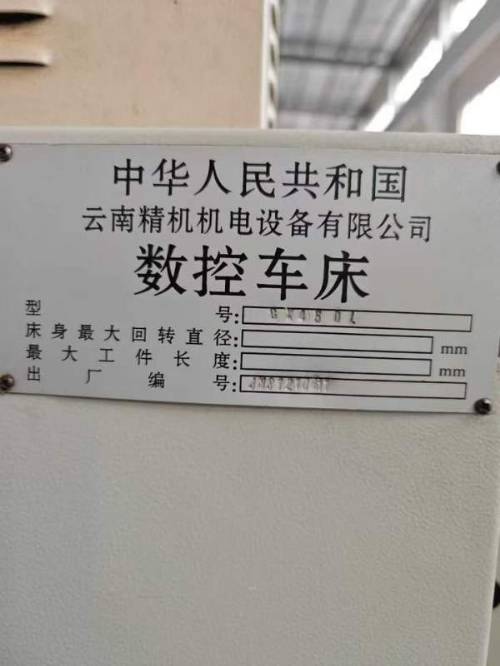 中华人民共和国
云南精机机电设备有限公司
数控车床
型号:
床身最大回转直径: mm
最大工件长度: mm
出厂编号: